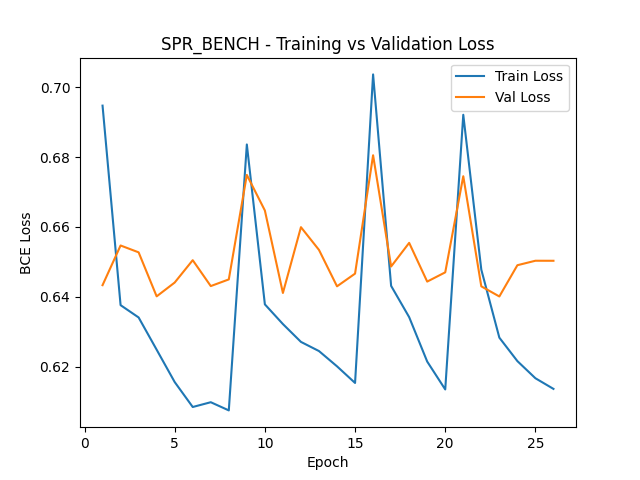 SPR_BENCH - Training vs Validation Loss
Train Loss
Val Loss
BCE Loss
0.70
0.68
0.66
0.64
0.62
0
5
10
15
20
25
Epoch